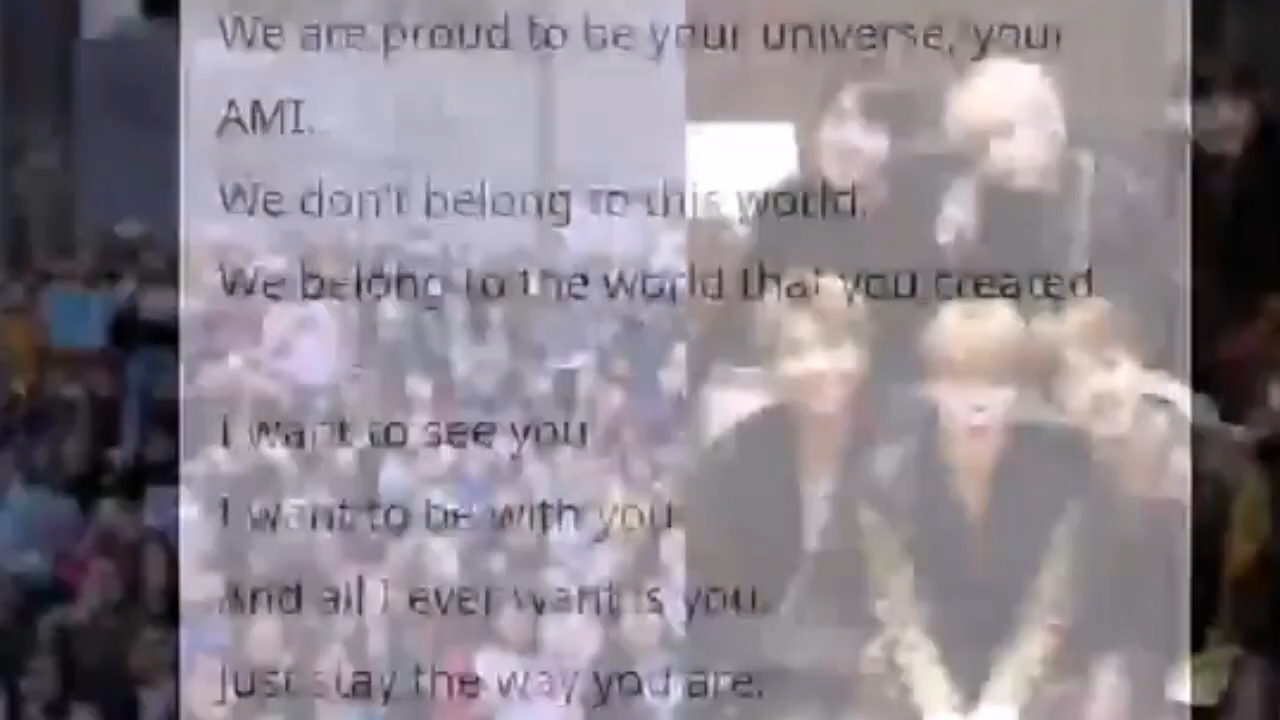 We are proud to be your universe, your
AMI.
We don't belong to this world.
We belong to the world that you created
I want to see you
I want to be with you
And all I ever want is you.
Just stay the way you are.